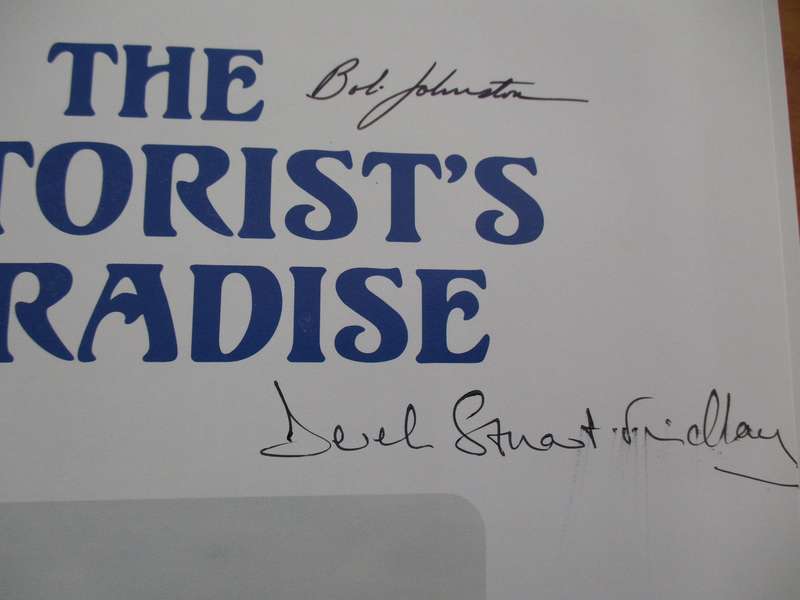 THE
Bob Johnston
TORIST'S
RADISE
Derek Stuart-Findlay